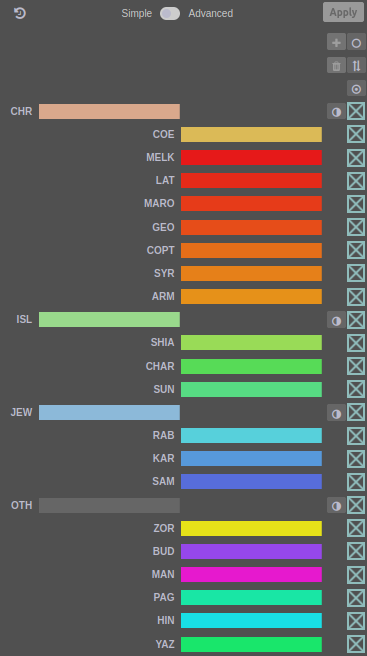 Simple Advanced Apply
CHR
COE
MELK
LAT
MARO
GEO
COPT
SYR
ARM
ISL
SHIA
CHAR
SUN
JEW
RAB
KAR
SAM
OTH
ZOR
BUD
MAN
PAG
HIN
YAZ